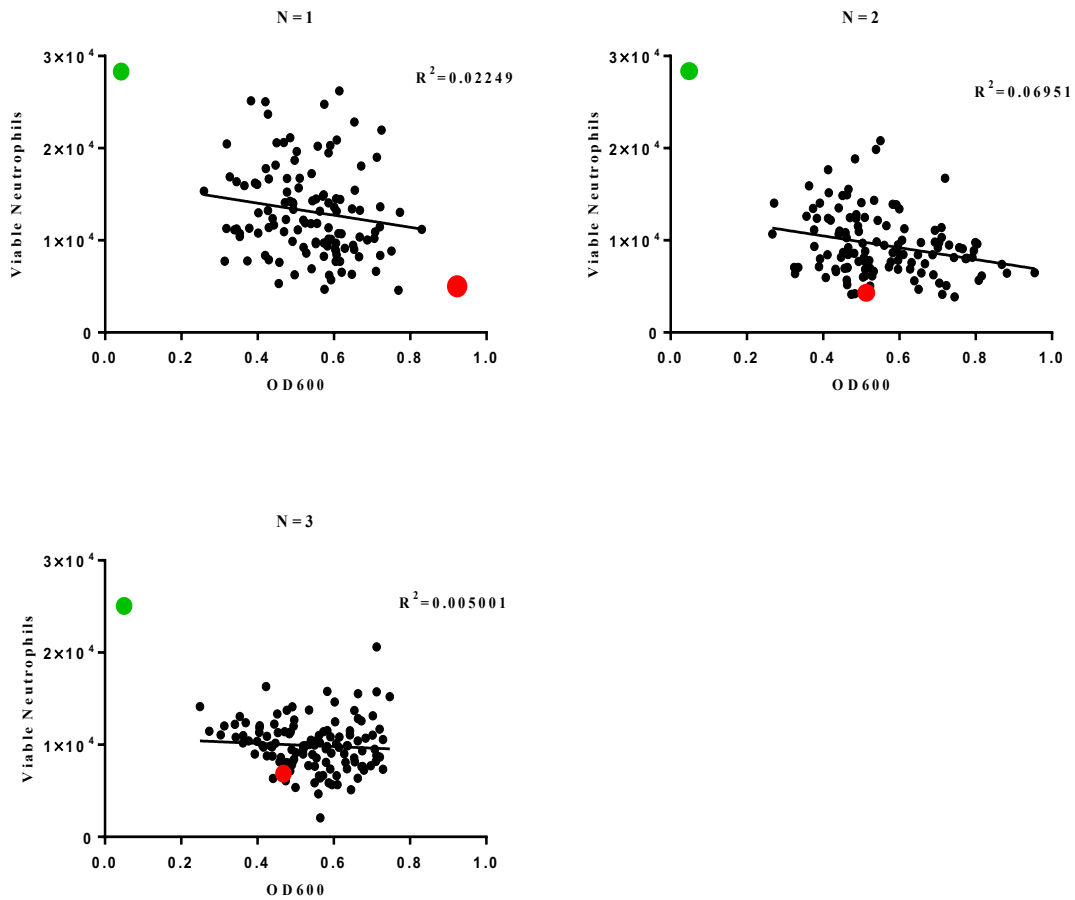 N=1
3×10⁴
2×10⁴
1×10⁴
0
Viable Neutrophils
R²=0.02249
0.0 0.2 0.4 0.6 0.8 1.0
OD600
N=2
3×10⁴
2×10⁴
1×10⁴
0
Viable Neutrophils
R²=0.06951
0.0 0.2 0.4 0.6 0.8 1.0
OD600
N=3
3×10⁴
2×10⁴
1×10⁴
0
Viable Neutrophils
R²=0.005001
0.0 0.2 0.4 0.6 0.8 1.0
OD600